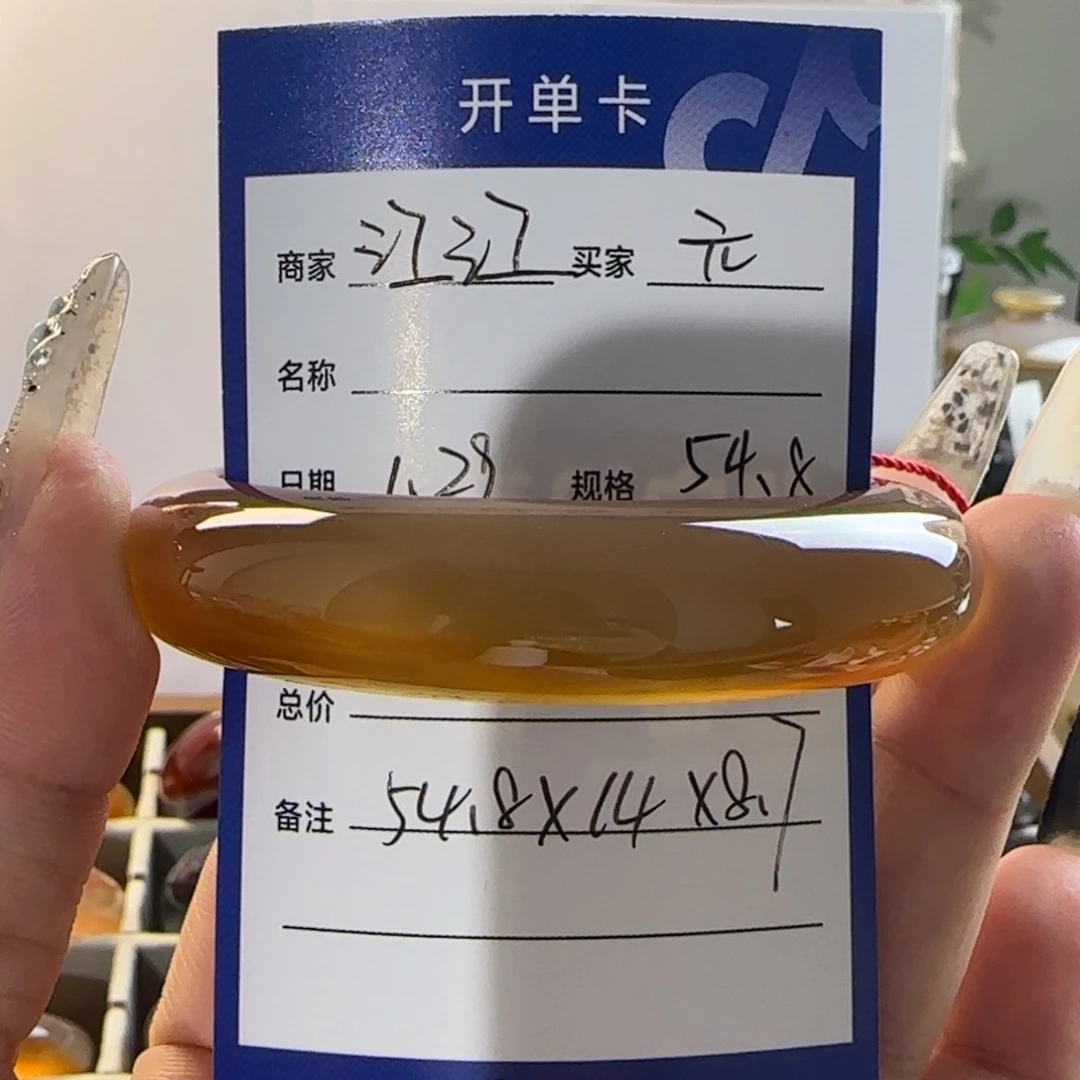 开单卡
商家 江江 买家 元
名称
日期 1.29 规格 54.8
总价
备注 54.8X14X8.7